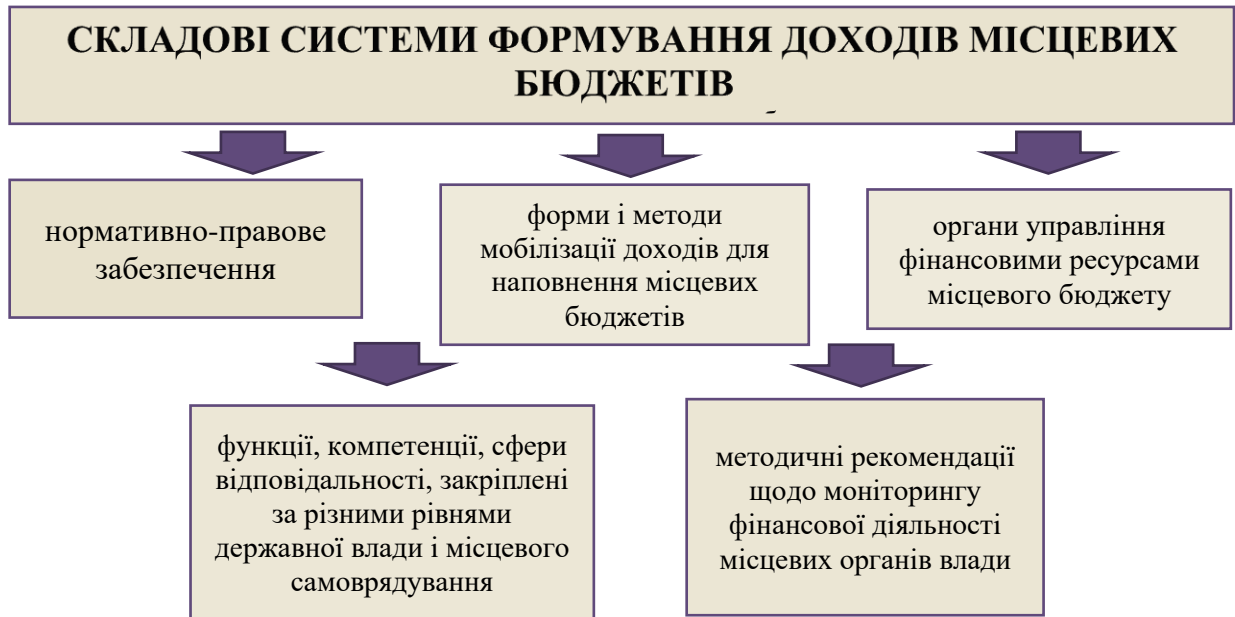 СКЛАДОВІ СИСТЕМИ ФОРМУВАННЯ ДОХОДІВ МІСЦЕВИХ
БЮДЖЕТІВ
нормативно-правове
забезпечення
форми і методи
мобілізації доходів для
наповнення місцевих
бюджетів
органи управління
фінансовими ресурсами
місцевого бюджету
функції, компетенції, сфери
відповідальності, закріплені
за різними рівнями
державної влади і місцевого
самоврядування
методичні рекомендації
щодо моніторингу
фінансової діяльності
місцевих органів влади